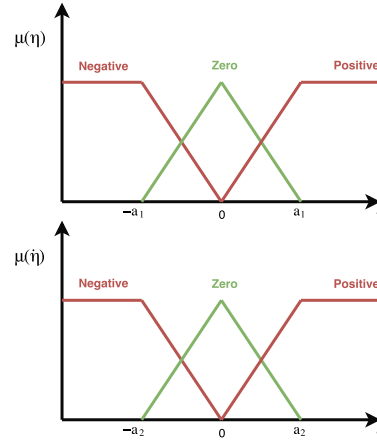 Negative Zero Positive
μ(η)
−a₁ 0 a₁
Negative Zero Positive
μ(η̇)
−a₂ 0 a₂